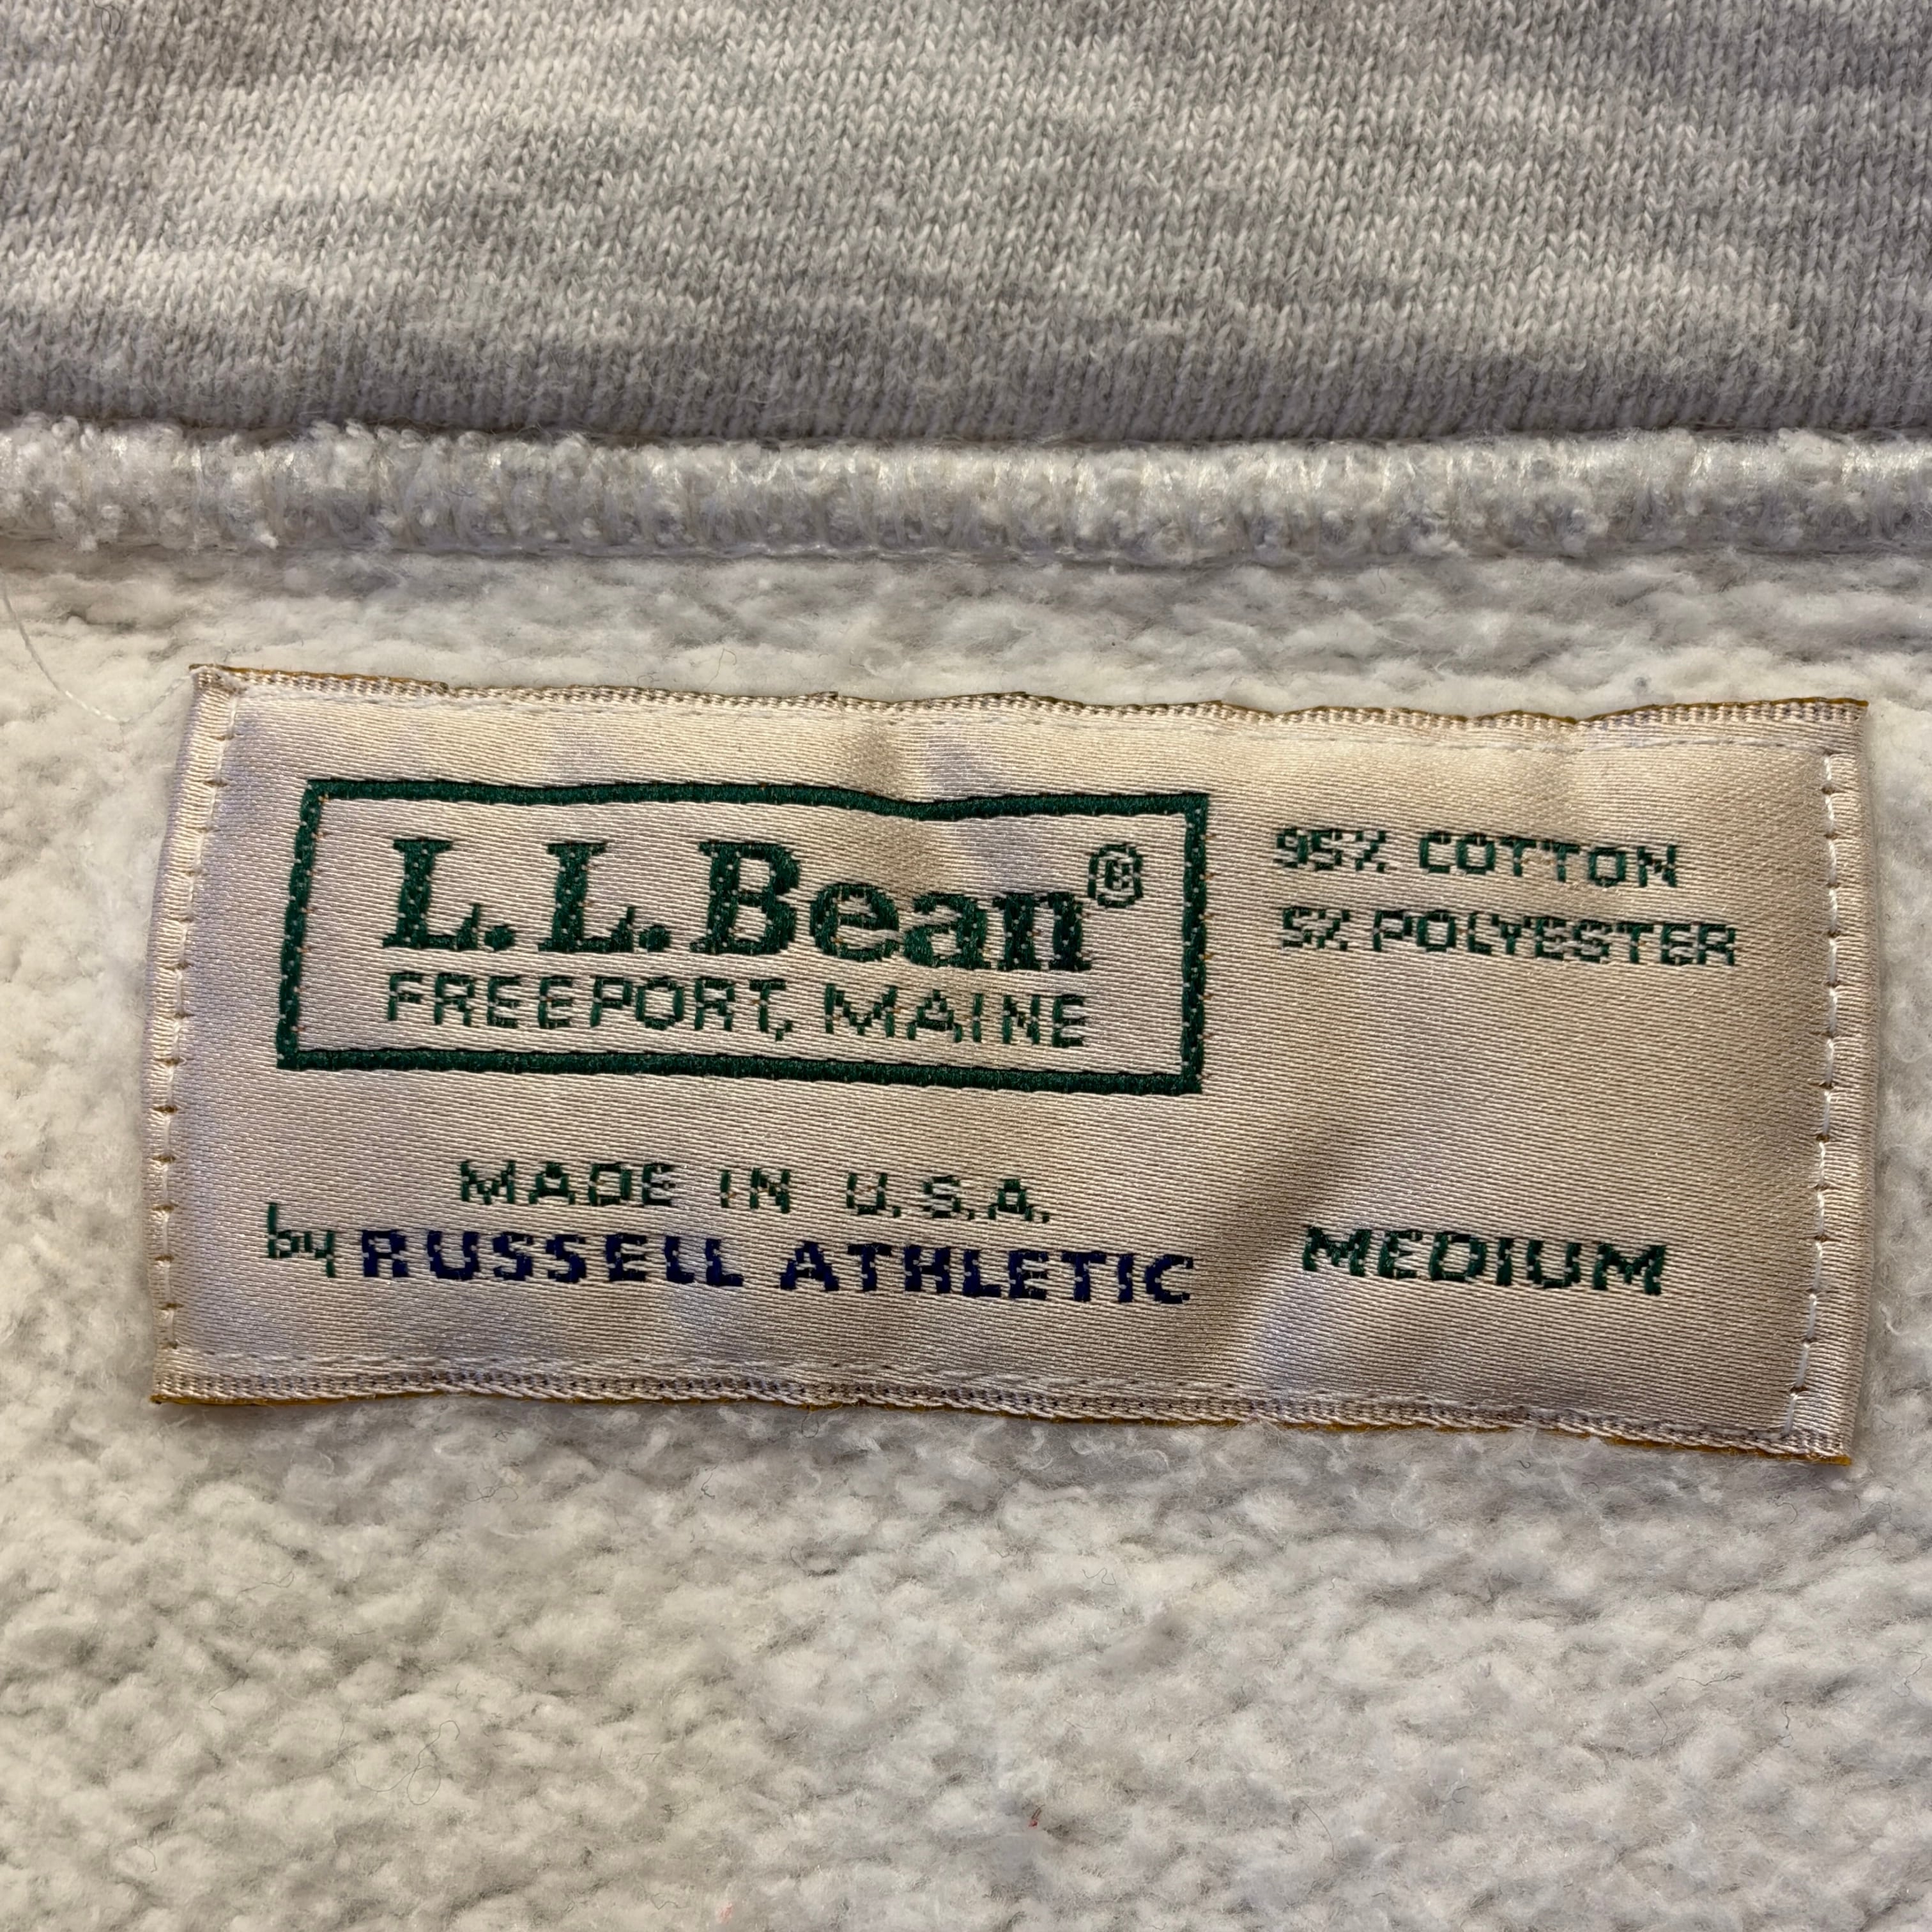 L.L.Bean®
FREEPORT, MAINE
95% COTTON
5% POLYESTER
MADE IN U.S.A.
by RUSSELL ATHLETIC
MEDIUM